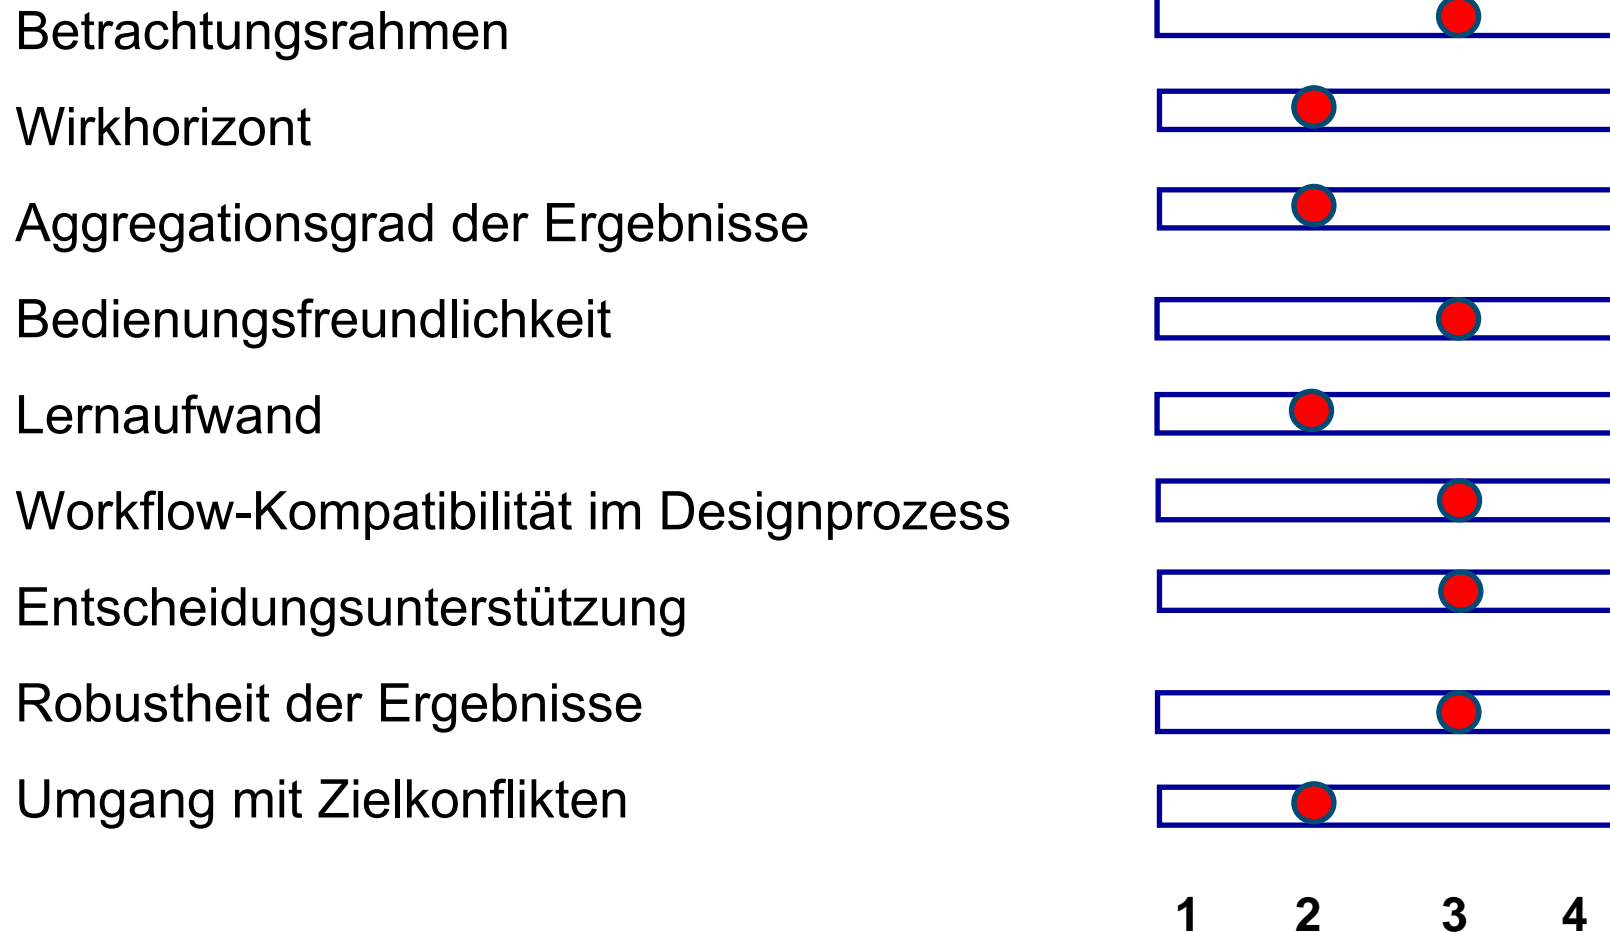 Betrachtungsrahmen
Wirkhorizont
Aggregationsgrad der Ergebnisse
Bedienungsfreundlichkeit
Lernaufwand
Workflow-Kompatibilität im Designprozess
Entscheidungsunterstützung
Robustheit der Ergebnisse
Umgang mit Zielkonflikten
1 2 3 4